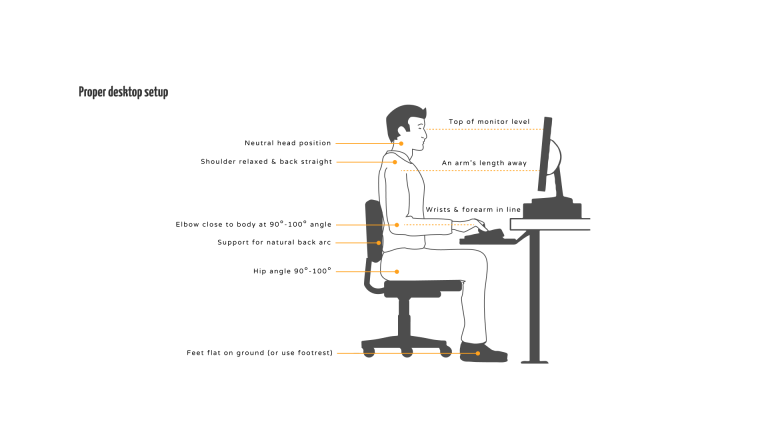 Proper desktop setup
Top of monitor level
Neutral head position
Shoulder relaxed & back straight
An arm's length away
Wrists & forearm in line
Elbow close to body at 90°-100° angle
Support for natural back arc
Hip angle 90°-100°
Feet flat on ground (or use footrest)